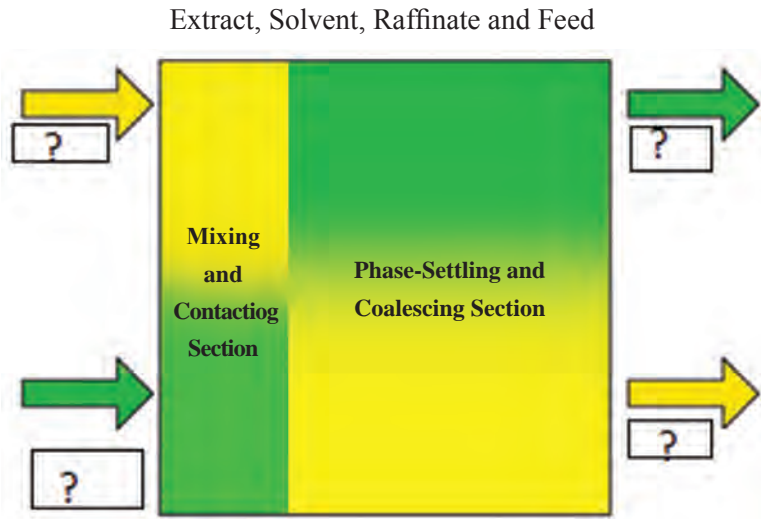 Extract, Solvent, Raffinate and Feed
?
?
Mixing
and
Contactiog
Section
Phase-Settling and
Coalescing Section
?
?